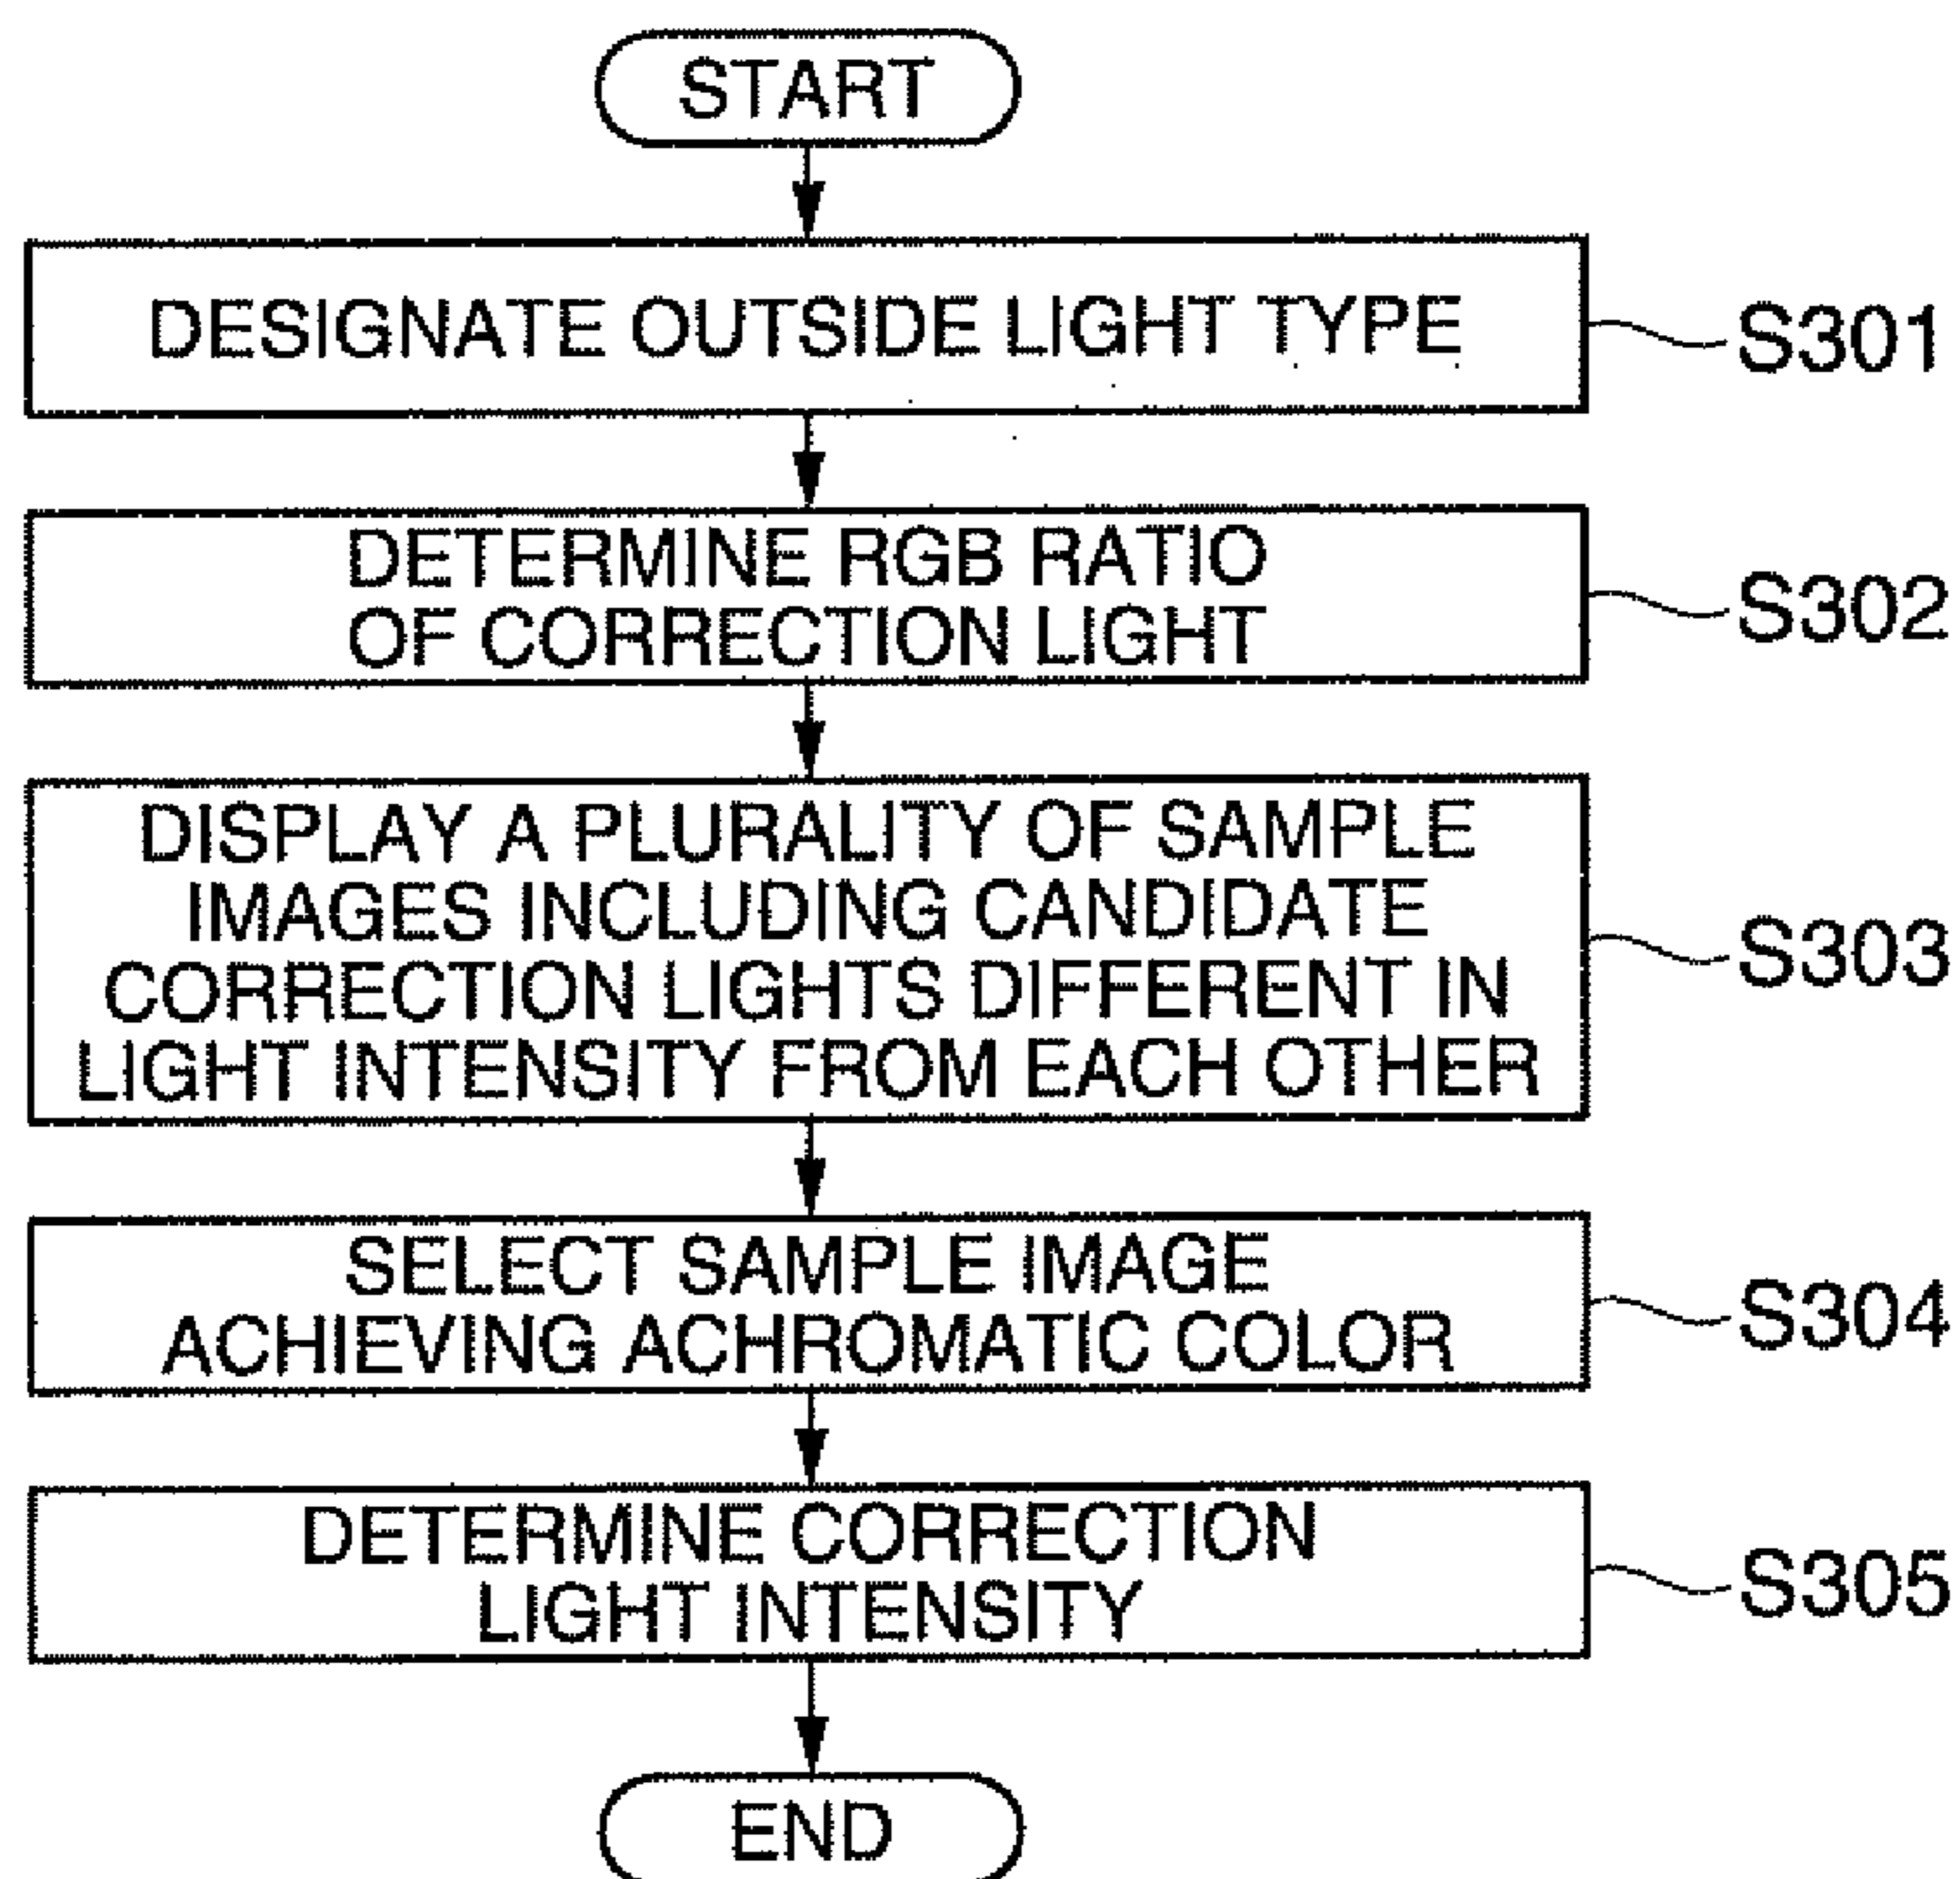 START
DESIGNATE OUTSIDE LIGHT TYPE
S301
DETERMINE RGB RATIO
OF CORRECTION LIGHT
S302
DISPLAY A PLURALITY OF SAMPLE
IMAGES INCLUDING CANDIDATE
CORRECTION LIGHTS DIFFERENT IN
LIGHT INTENSITY FROM EACH OTHER
S303
SELECT SAMPLE IMAGE
ACHIEVING ACHROMATIC COLOR
S304
DETERMINE CORRECTION
LIGHT INTENSITY
S305
END